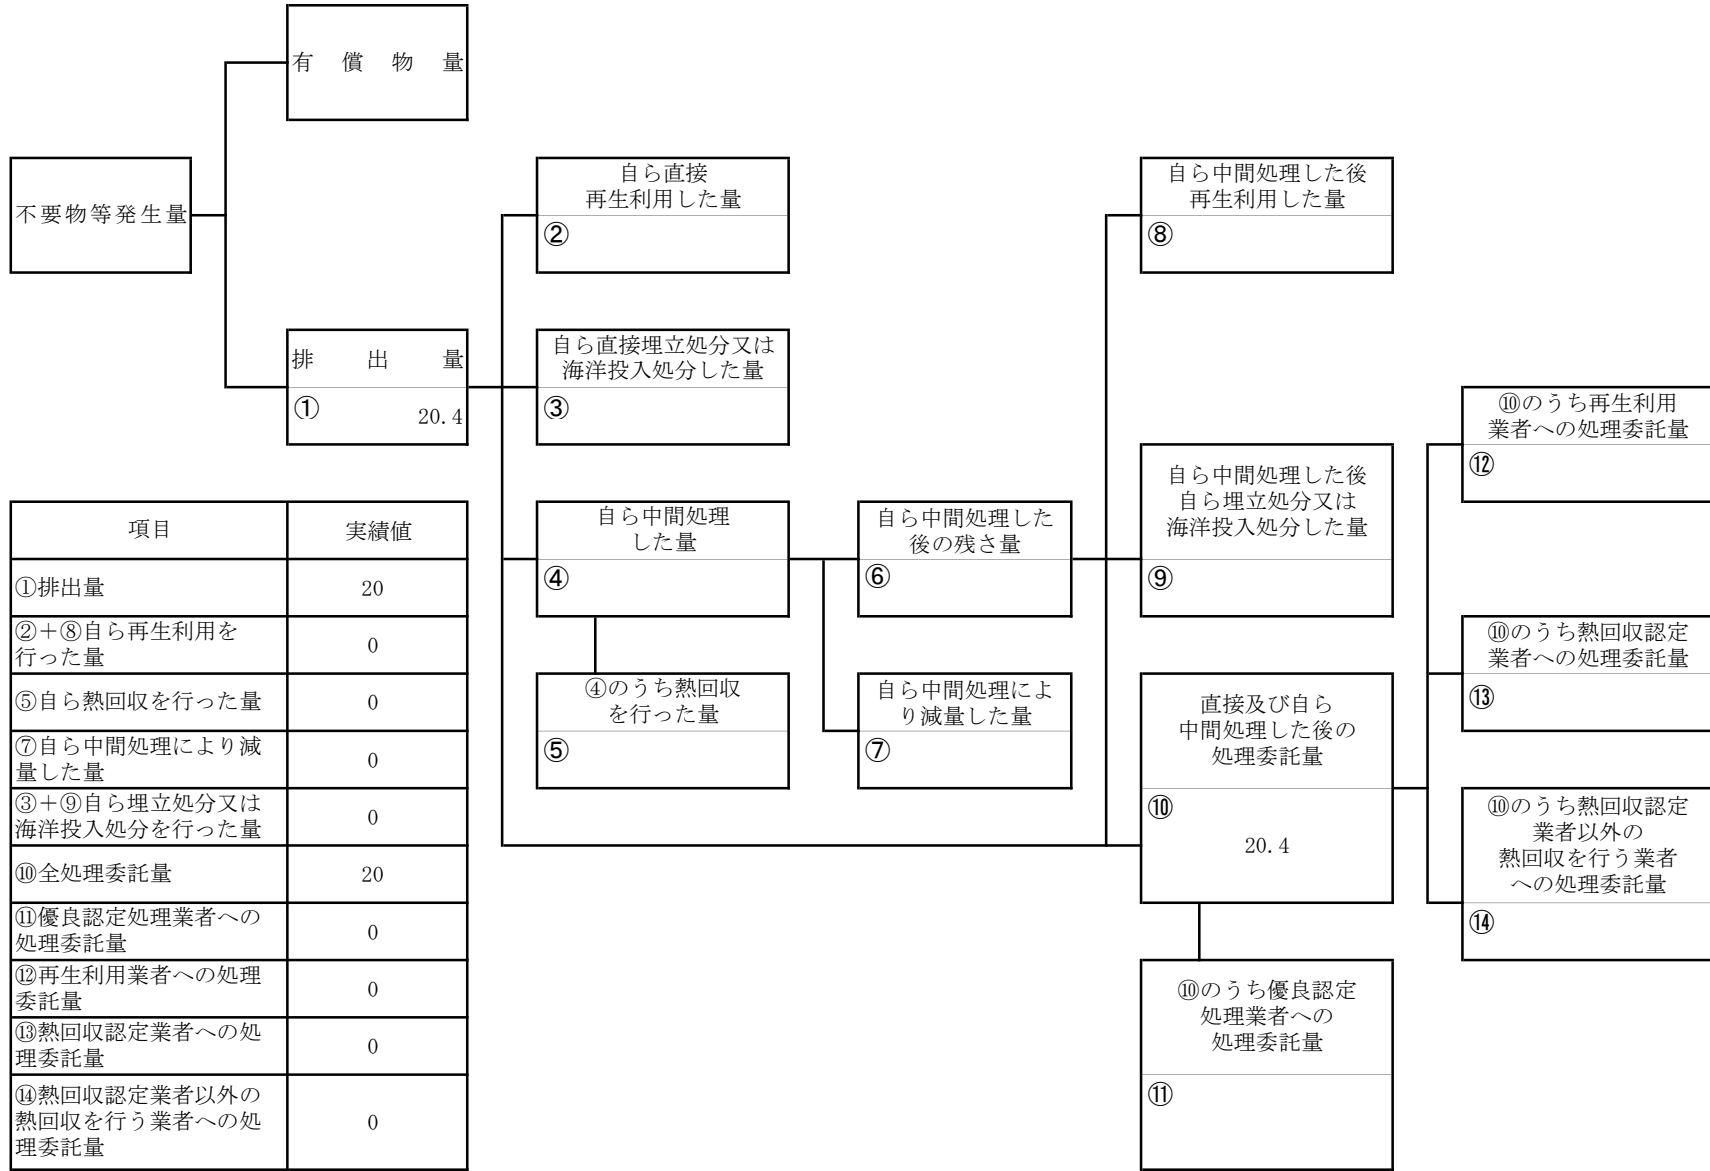 有償物量
不要物等発生量
自ら直接
再生利用した量
②
自ら中間処理した後
再生利用した量
⑧
排出量
①
20.4
自ら直接埋立処分又は
海洋投入処分した量
③
⑩のうち再生利用
業者への処理委託量
⑫
自ら中間処理
した量
④
自ら中間処理した
後の残さ量
⑥
自ら中間処理した後
自ら埋立処分又は
海洋投入処分した量
⑨
⑩のうち熱回収認定
業者への処理委託量
⑬
④のうち熱回収
を行った量
⑤
自ら中間処理によ
り減量した量
⑦
直接及び自ら
中間処理した後の
処理委託量
⑩
20.4
⑩のうち熱回収認定
業者以外の
熱回収を行う業者
への処理委託量
⑭
⑩のうち優良認定
処理業者への
処理委託量
⑪
項目 実績値
①排出量 20
②+⑧自ら再生利用を
行った量 0
⑤自ら熱回収を行った量 0
⑦自ら中間処理により減
量した量 0
③+⑨自ら埋立処分又は
海洋投入処分を行った量 0
⑩全処理委託量 20
⑪優良認定処理業者への
処理委託量 0
⑫再生利用業者への処理
委託量 0
⑬熱回収認定業者への処
理委託量 0
⑭熱回収認定業者以外の
熱回収を行う業者への処 0
理委託量